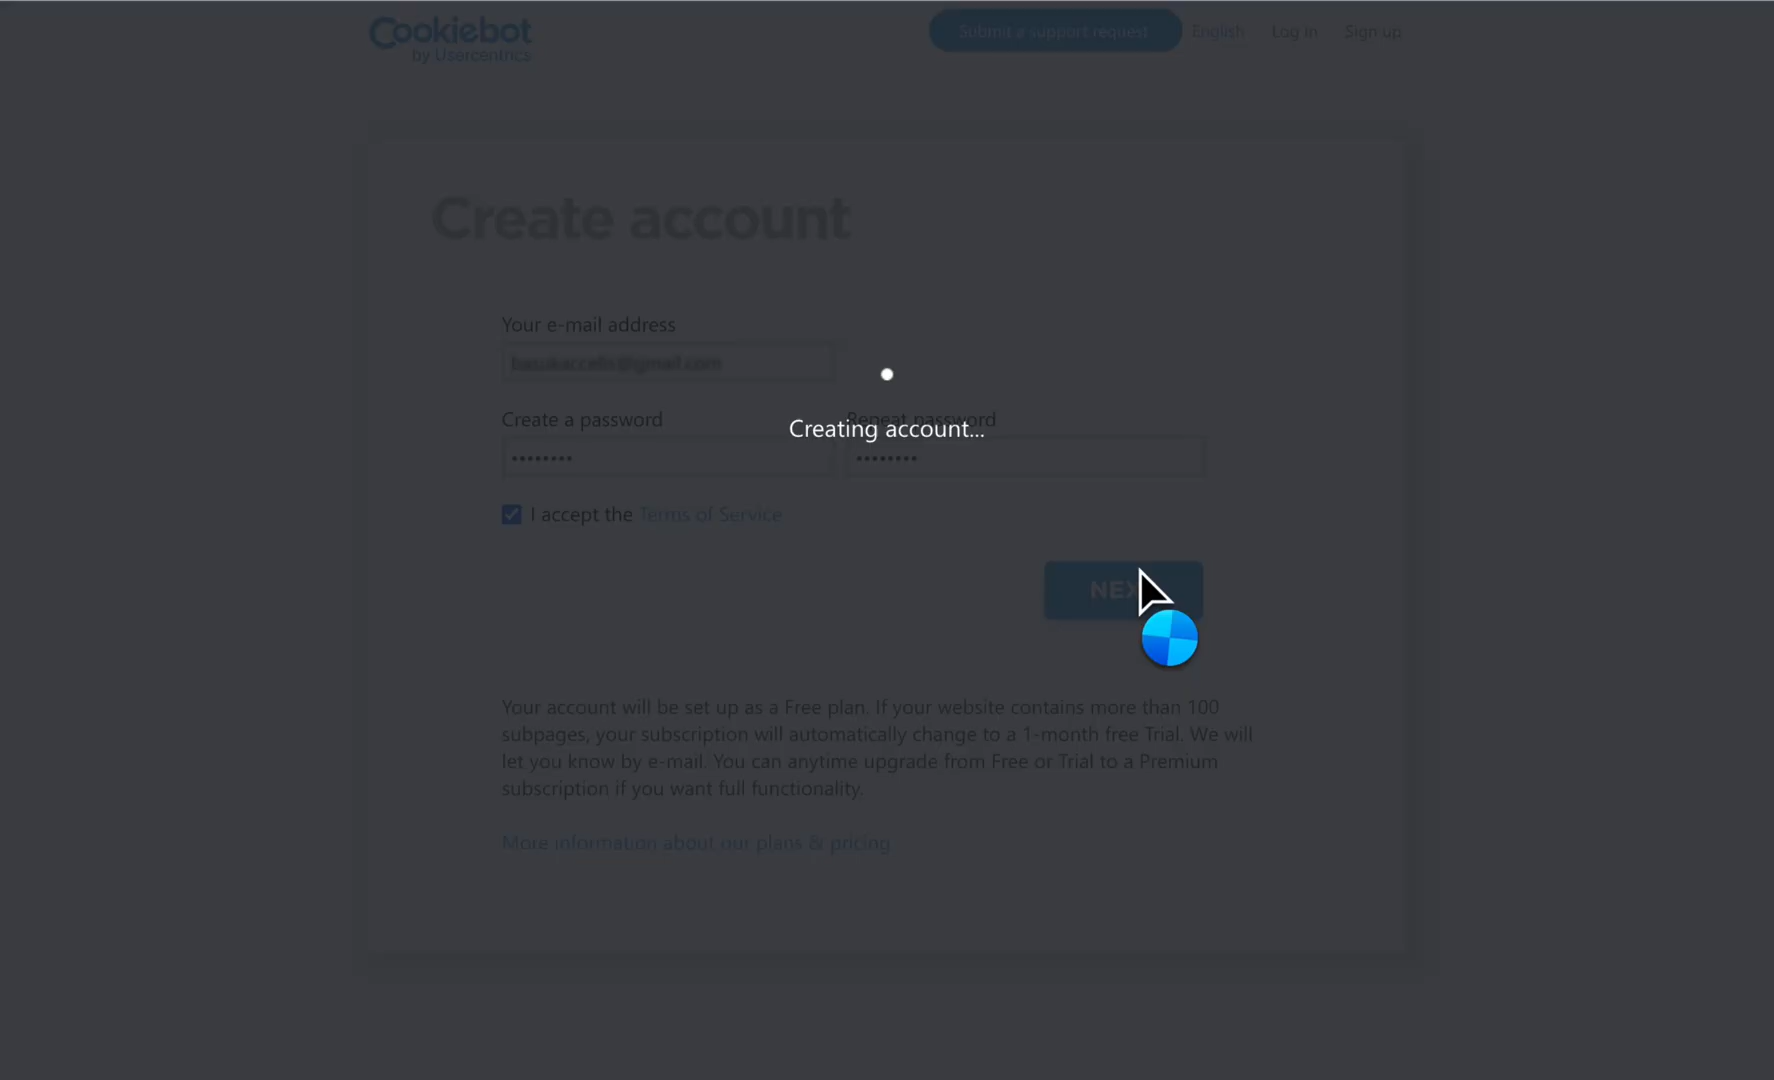 Cookiebot
by Usercentrics
Submit a support request
English
Log in
Sign up
Create account
Your e-mail address
Create a password
Repeat password
Creating account...
••••••••
••••••••
I accept the Terms of Service
Your account will be set up as a Free plan. If your website contains more than 100
subpages, your subscription will automatically change to a 1-month free Trial. We will
let you know by e-mail. You can anytime upgrade from Free or Trial to a Premium
subscription if you want full functionality.
More information about our plans & pricing